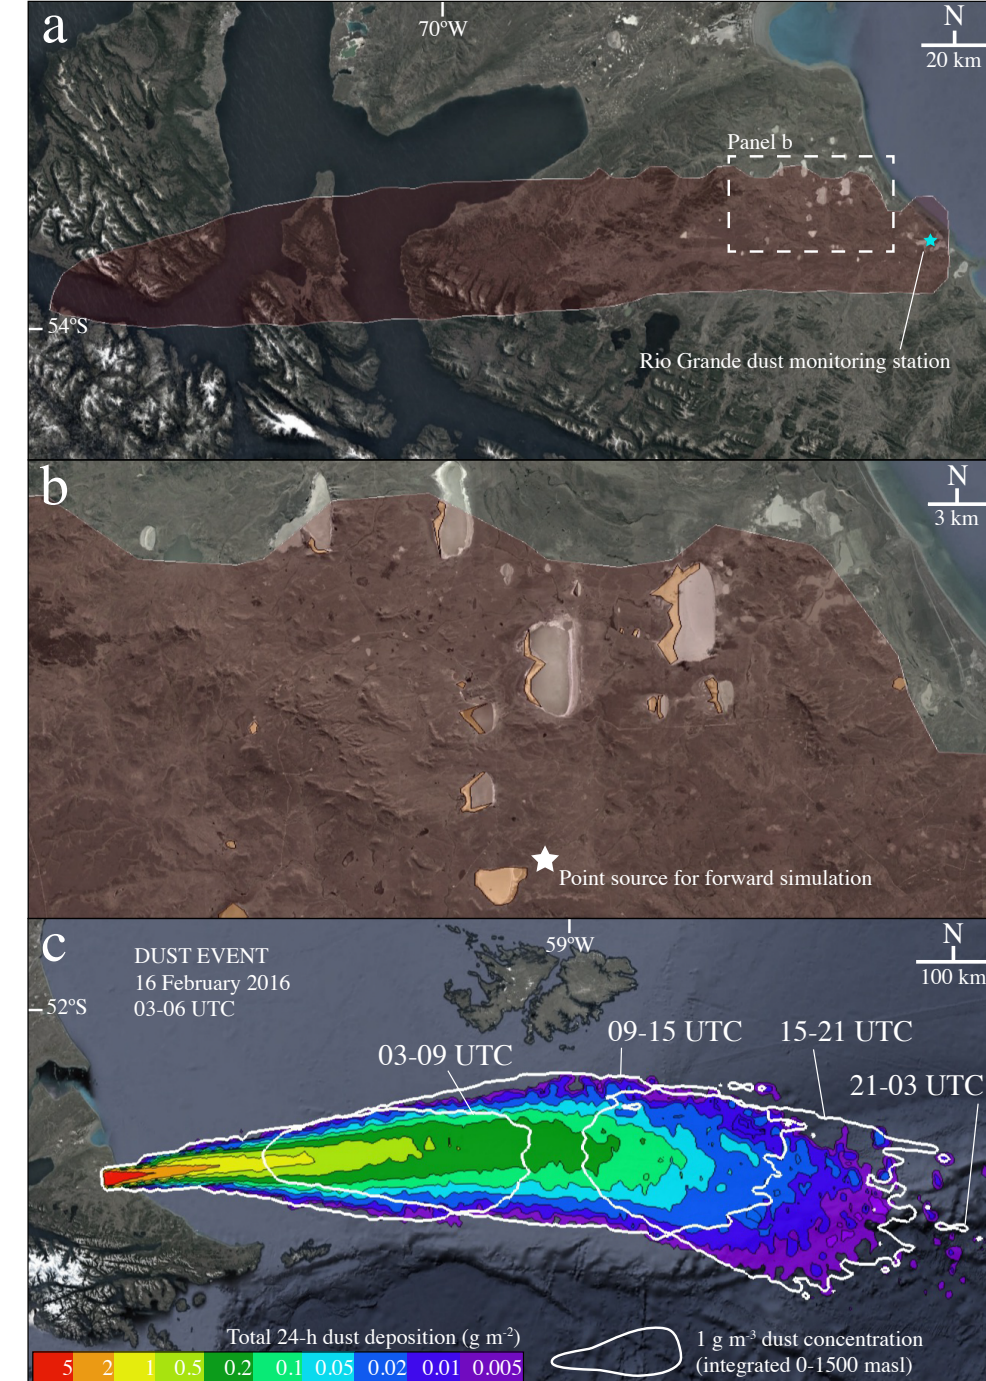 a
70°W
N
20 km
Panel b
54°S
Rio Grande dust monitoring station
b
N
3 km
Point source for forward simulation
c
DUST EVENT
16 February 2016
03-06 UTC
59°W
N
100 km
52°S
03-09 UTC
09-15 UTC
15-21 UTC
21-03 UTC
Total 24-h dust deposition (g m⁻²)
5 2 1 0.5 0.2 0.1 0.05 0.02 0.01 0.005
1 g m⁻³ dust concentration
(integrated 0-1500 masl)